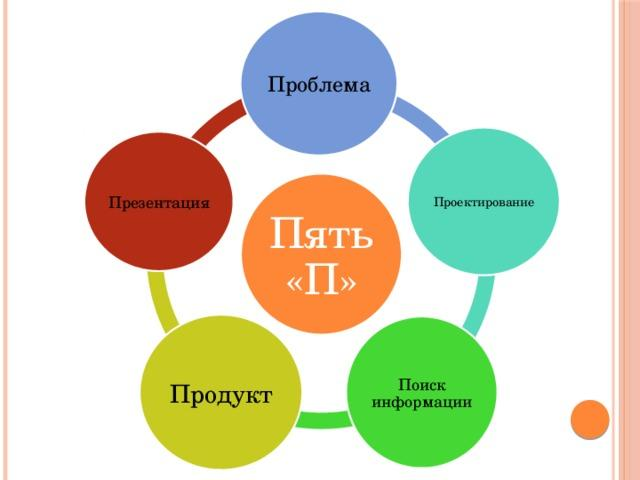 Проблема
Проектирование
Поиск
информации
Продукт
Презентация
Пять
«П»